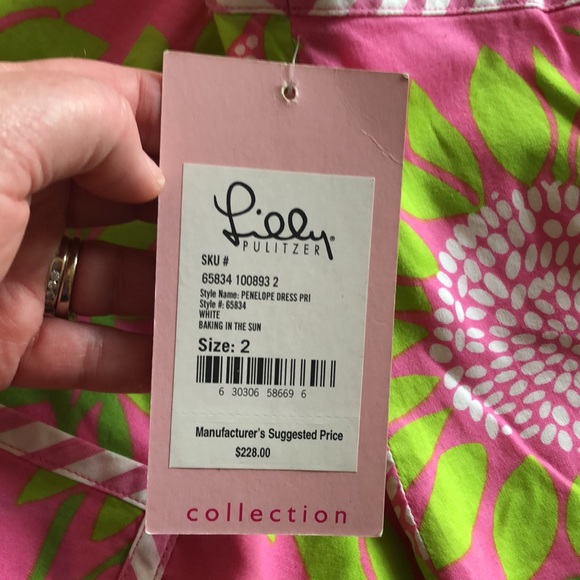 Lilly
PULITZER
SKU #
65834 100893 2
Style Name: PENELOPE DRESS PRI
Style #: 65834
WHITE
BAKING IN THE SUN
Size: 2
6 30306 58669 6
Manufacturer's Suggested Price
$228.00
collection